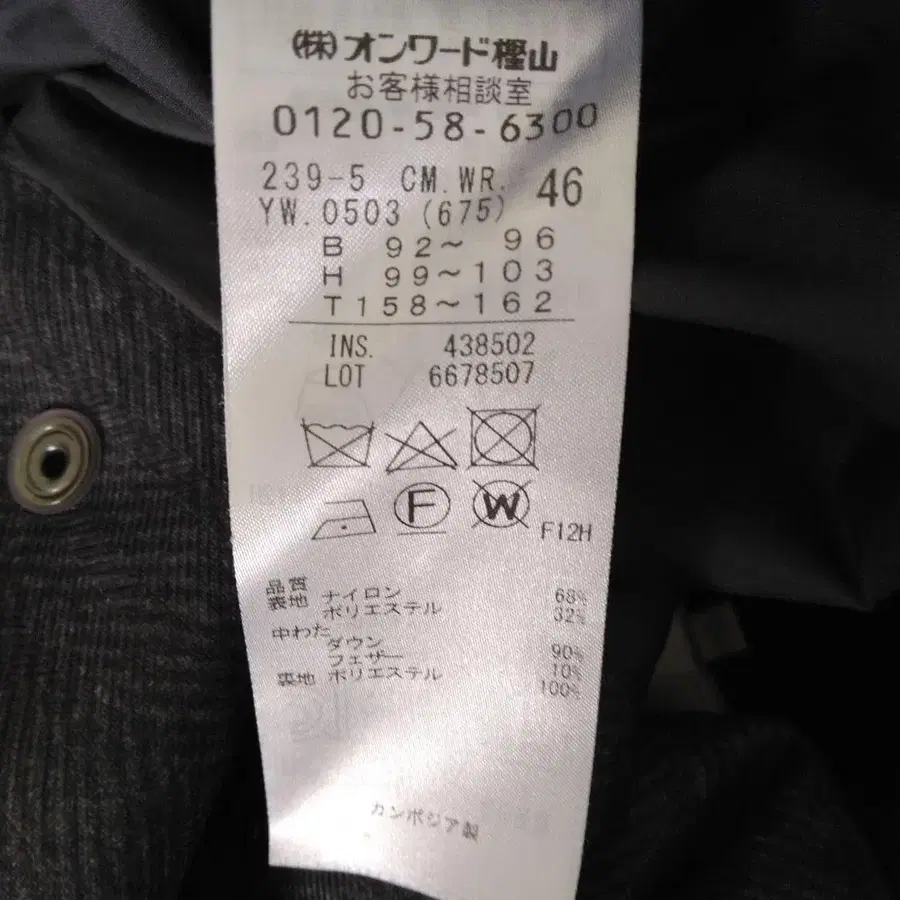 (株)オンワード樫山
お客様相談室
0120-58-6300
239-5 CM.WR. 46
YW.0503 (675)
B 92～ 96
H 99～103
T158～162
INS. 438502
LOT 6678507
F W
F12H
品質
表地 ナイロン 68%
ポリエステル 32%
中わた
ダウン 90%
フェザー 10%
裏地 ポリエステル 100%
カンボジア製